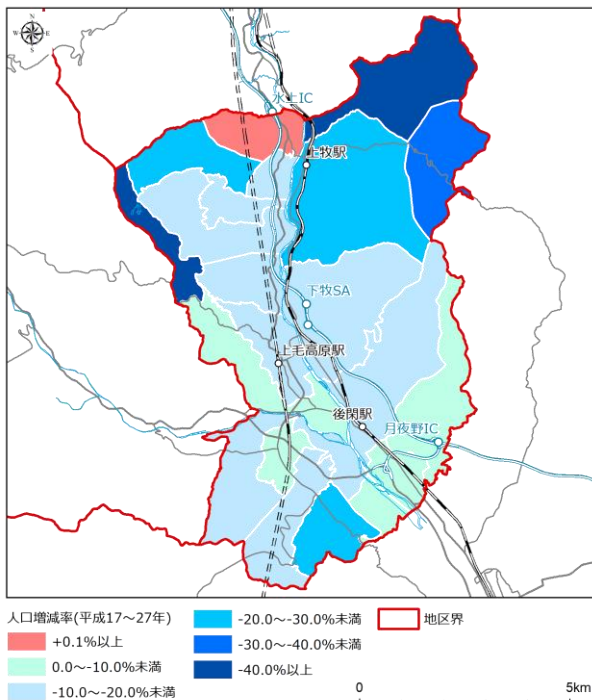 N
W E
S
水上IC
上牧駅
下牧SA
上毛高原駅
後閑駅
月夜野IC
人口増減率(平成17～27年)
+0.1%以上
0.0～-10.0%未満
-10.0～-20.0%未満
-20.0～-30.0%未満
-30.0～-40.0%未満
-40.0%以上
地区界
0 5km